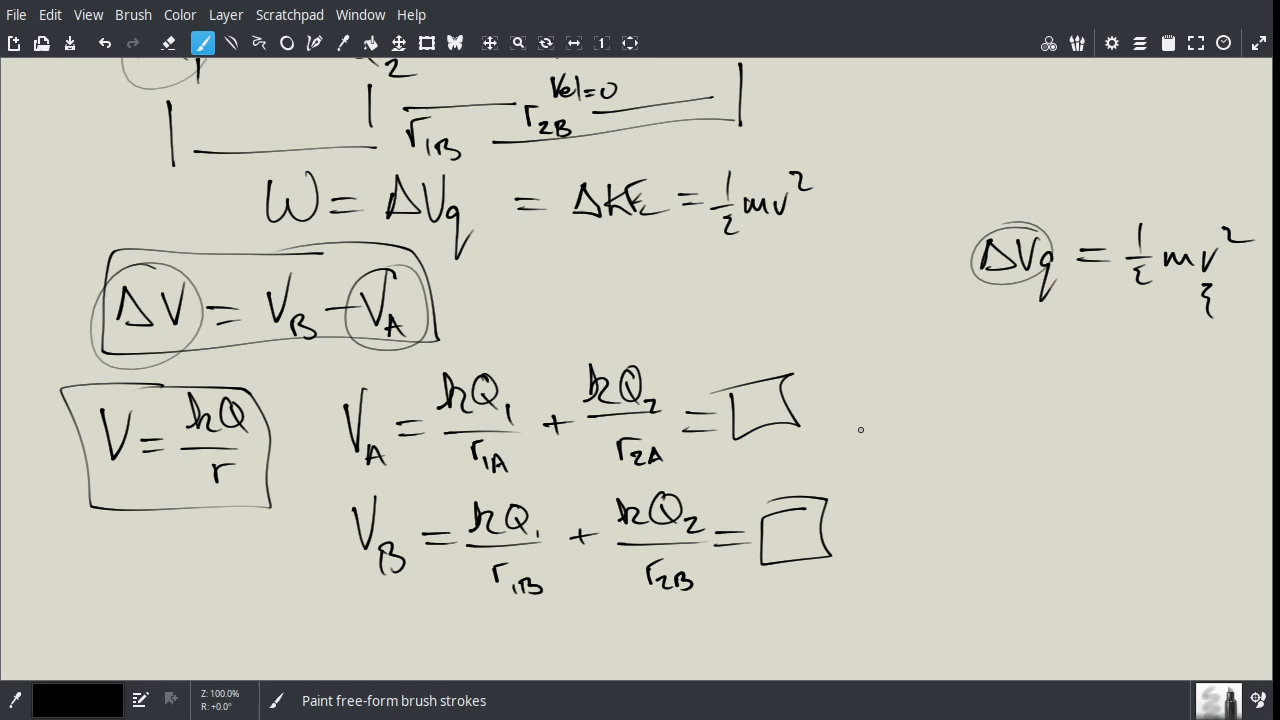 File Edit View Brush Color Layer Scratchpad Window Help
1
2
Vel=0
r1B
r2B
W = ΔVq = ΔKE = 1/2 mv²
ΔVq = 1/2 mv²
ΔV = VB - VA
V = kQ/r
VA = kQ1/r1A + kQ2/r2A =
VB = kQ1/r1B + kQ2/r2B =
Z: 100.0%
R: +0.0°
Paint free-form brush strokes